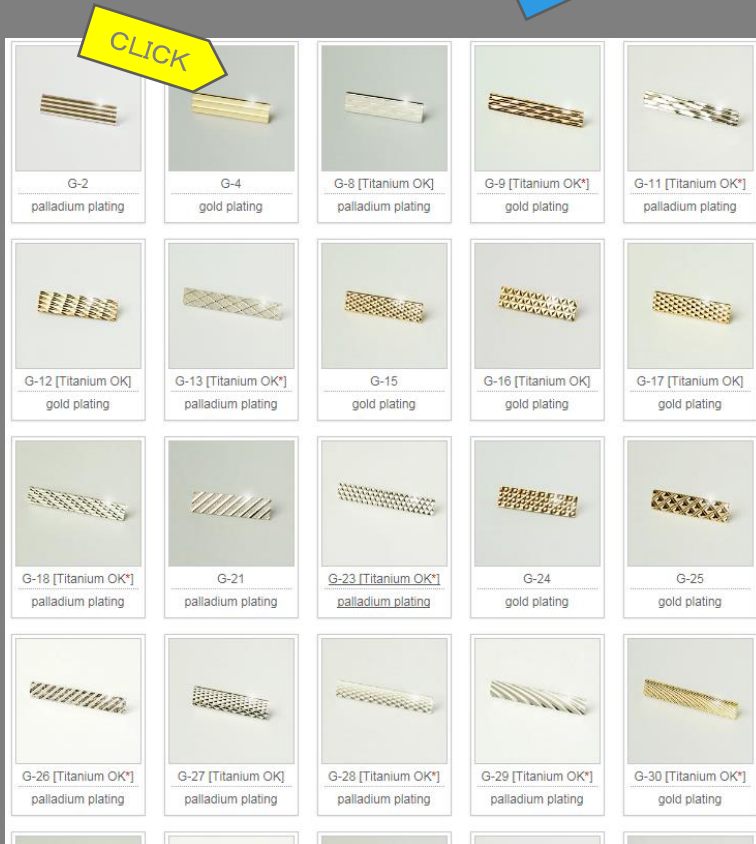 CLICK
G-2
palladium plating
G-4
gold plating
G-8 [Titanium OK]
palladium plating
G-9 [Titanium OK*]
gold plating
G-11 [Titanium OK*]
palladium plating
G-12 [Titanium OK]
gold plating
G-13 [Titanium OK*]
palladium plating
G-15
gold plating
G-16 [Titanium OK]
gold plating
G-17 [Titanium OK]
gold plating
G-18 [Titanium OK*]
palladium plating
G-21
palladium plating
G-23 [Titanium OK*]
palladium plating
G-24
gold plating
G-25
gold plating
G-26 [Titanium OK*]
palladium plating
G-27 [Titanium OK]
palladium plating
G-28 [Titanium OK*]
palladium plating
G-29 [Titanium OK*]
palladium plating
G-30 [Titanium OK*]
gold plating